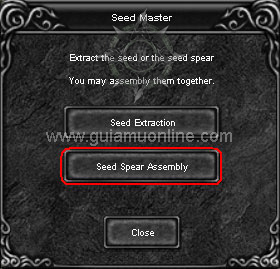 Seed Master
Extract the seed or the seed spear
You may assembly them together.
Seed Extraction
www.guiamuonline.com
Seed Spear Assembly
Close